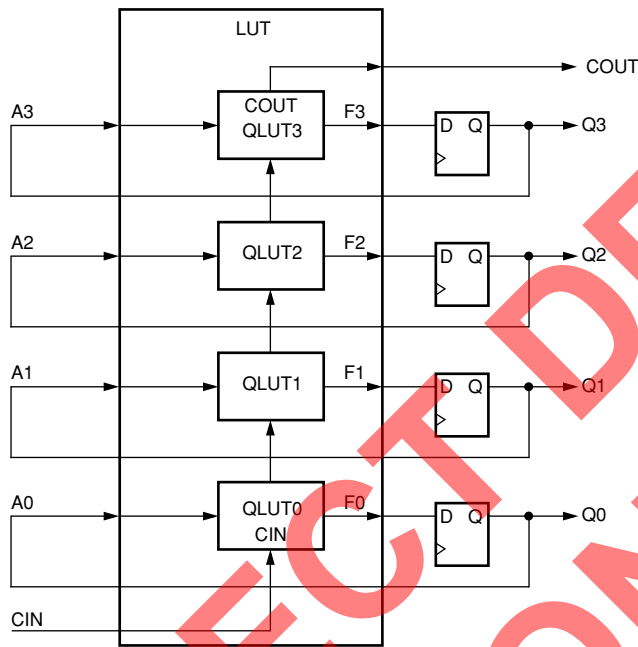 LUT
COUT
A3
COUT
QLUT3
F3
D Q
Q3
A2
QLUT2
F2
D Q
Q2
A1
QLUT1
F1
D Q
Q1
A0
QLUT0
CIN
F0
D Q
Q0
CIN